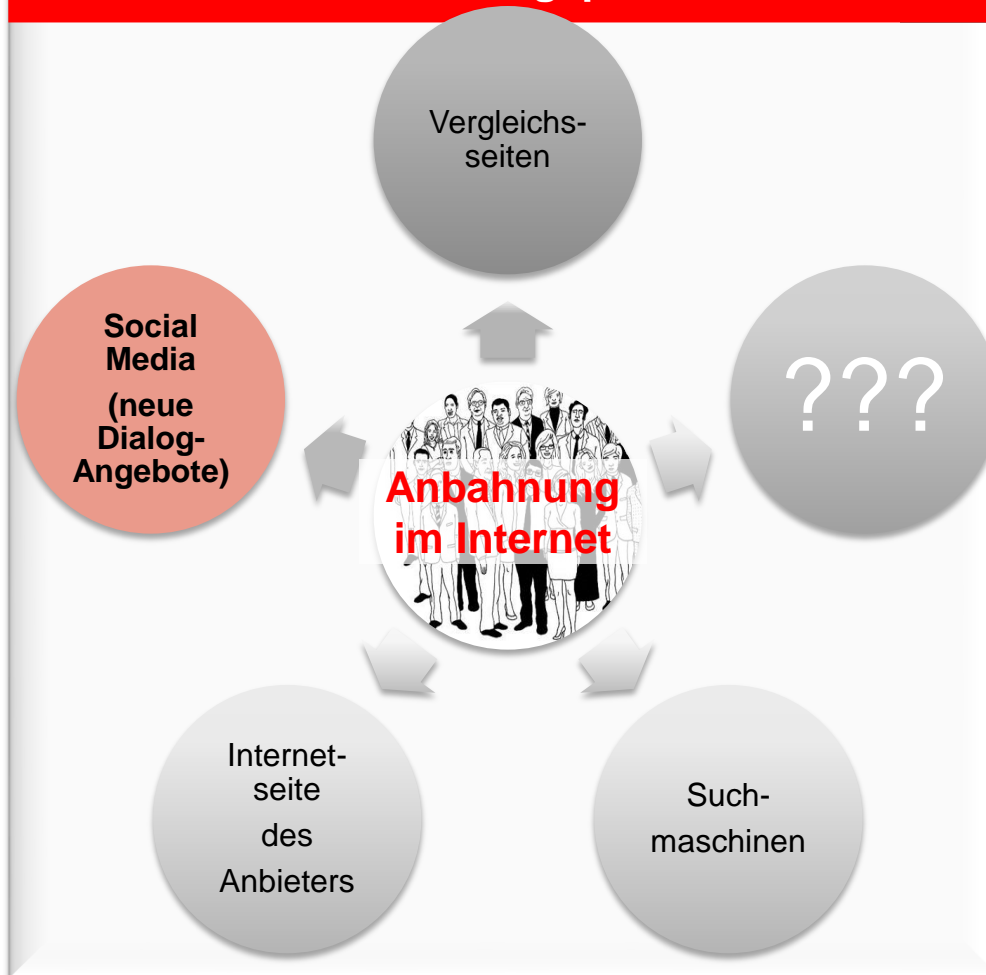 Vergleichs-
seiten
Social
Media
(neue
Dialog-
Angebote)
???
Anbahnung
im Internet
Internet-
seite
des
Anbieters
Such-
maschinen